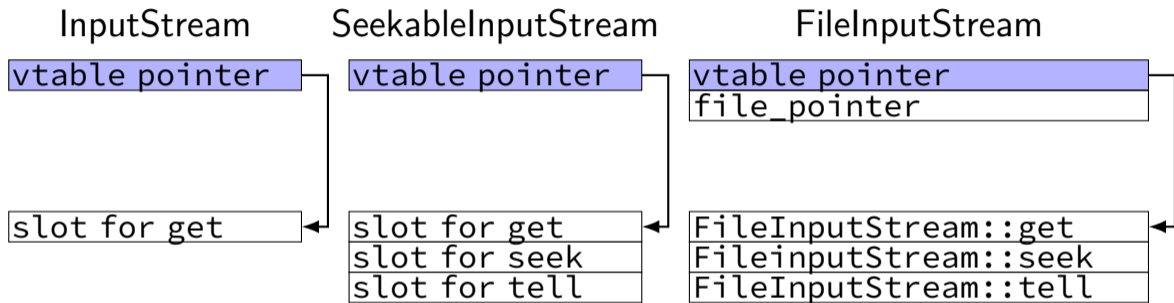 InputStream
SeekableInputStream
FileInputStream
vtable pointer
vtable pointer
vtable pointer
file_pointer
slot for get
slot for get
slot for seek
slot for tell
FileInputStream::get
FileinputStream::seek
FileInputStream::tell